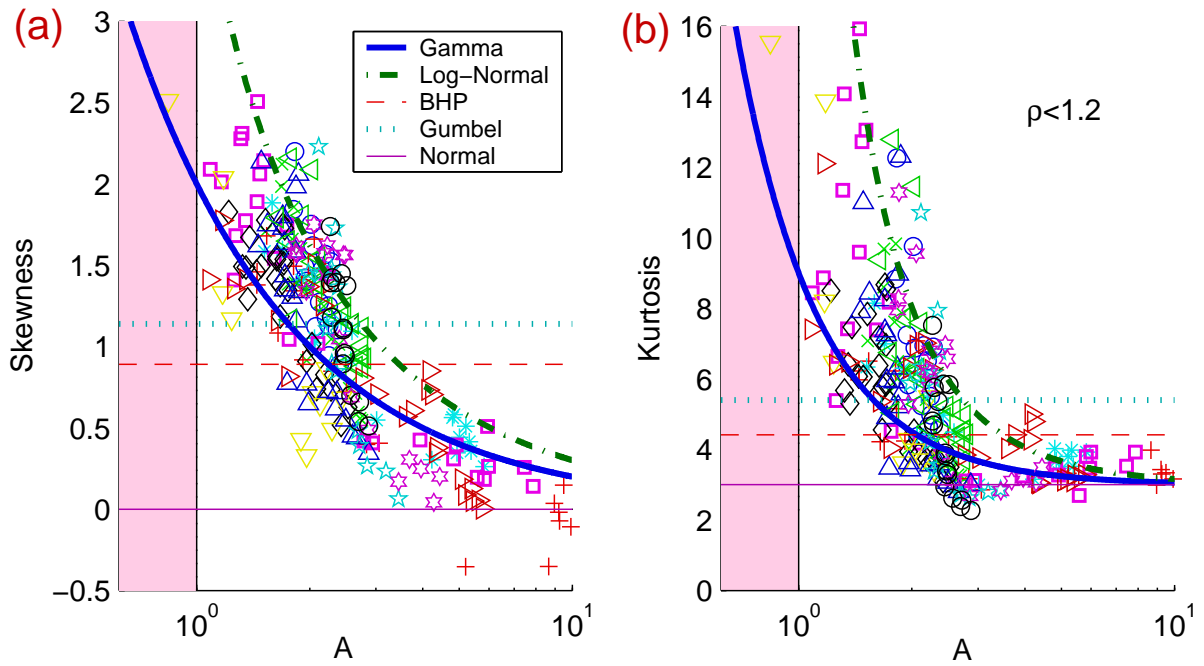 (a)
3
2.5
2
1.5
1
0.5
0
−0.5
Skewness
10^0
10^1
A
Gamma
Log−Normal
BHP
Gumbel
Normal
(b)
16
14
12
10
8
6
4
2
0
Kurtosis
ρ<1.2
10^0
10^1
A